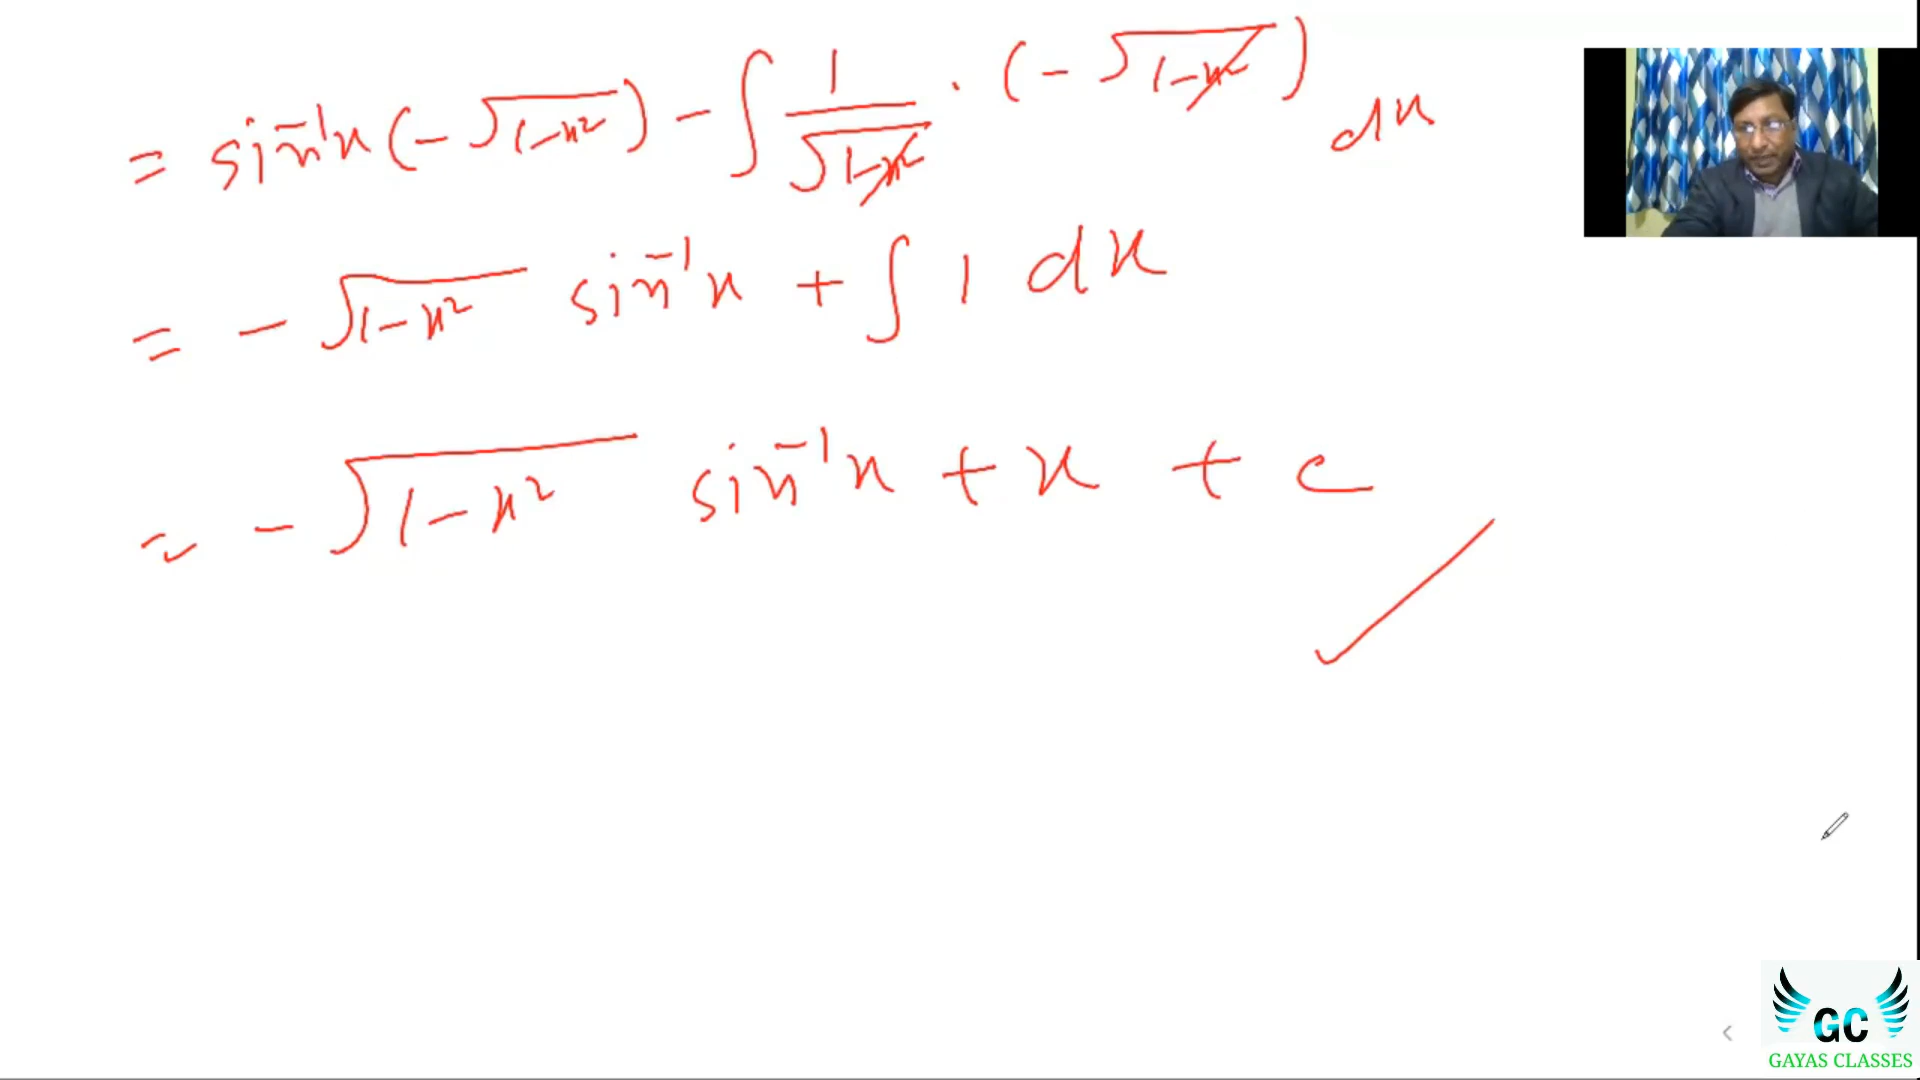 = sin⁻¹x (-√(1-x²)) - ∫ 1/√(1-x²) · (-√(1-x²)) dx
= - √(1-x²) sin⁻¹x + ∫ 1 dx
= - √(1-x²) sin⁻¹x + x + c
GC
GAYAS CLASSES